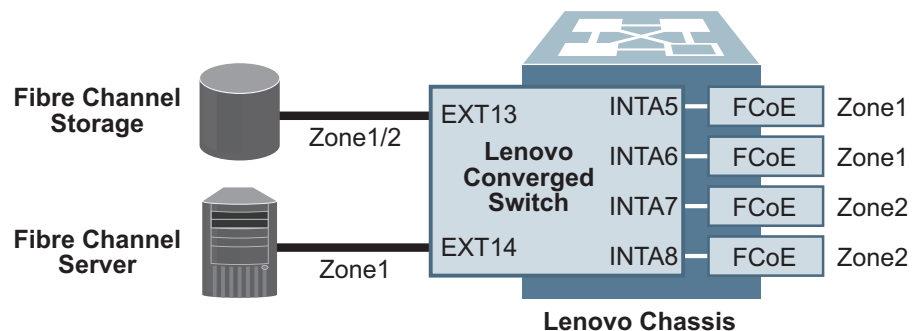 Fibre Channel
Storage
Zone1/2
Fibre Channel
Server
Zone1
EXT13
EXT14
Lenovo
Converged
Switch
INTA5
FCoE
Zone1
INTA6
FCoE
Zone1
INTA7
FCoE
Zone2
INTA8
FCoE
Zone2
Lenovo Chassis